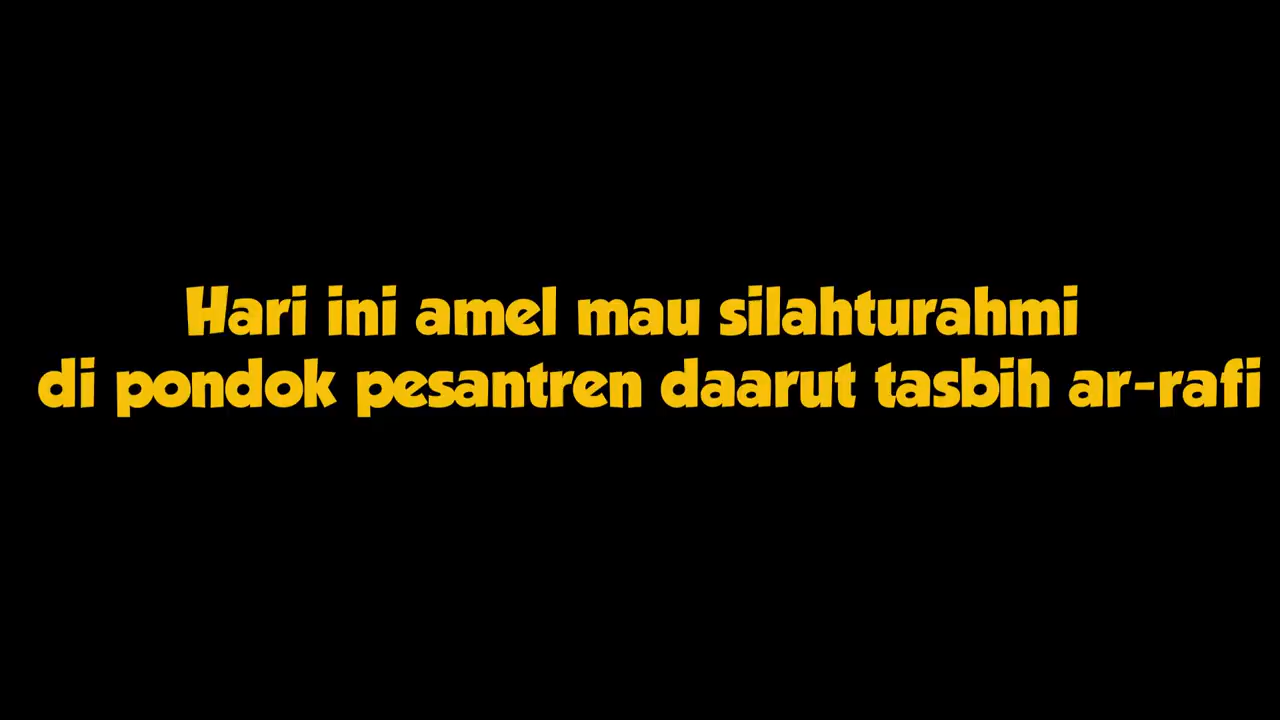 Hari ini amel mau silahturahmi
di pondok pesantren daarut tasbih ar-rafi